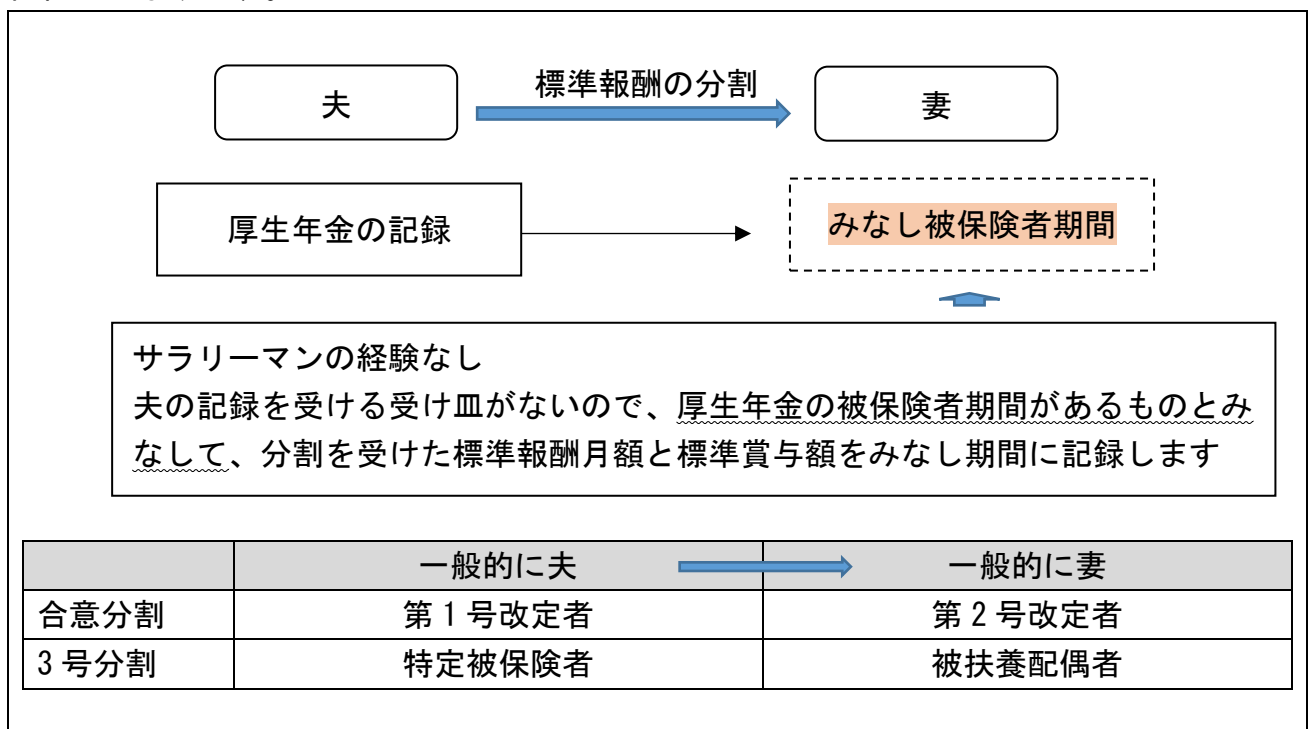 標準報酬の分割
夫
妻
厚生年金の記録
みなし被保険者期間
サラリーマンの経験なし
夫の記録を受ける受け皿がないので、厚生年金の被保険者期間があるものとみ
なして、分割を受けた標準報酬月額と標準賞与額をみなし期間に記録します
一般的に夫 一般的に妻
合意分割 第1号改定者 第2号改定者
3号分割 特定被保険者 被扶養配偶者